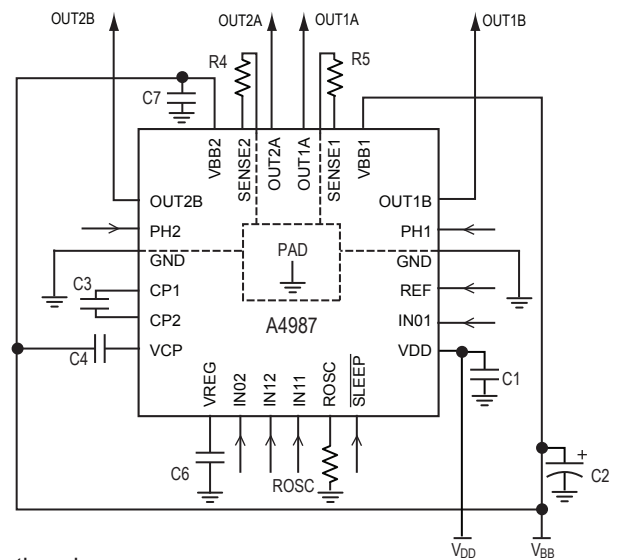 OUT2B
OUT2A
OUT1A
OUT1B
R4
R5
C7
VBB2
SENSE2
OUT2A
OUT1A
SENSE1
VBB1
OUT2B
OUT1B
PH2
PAD
PH1
GND
GND
C3
CP1
REF
CP2
A4987
IN01
C4
VCP
VDD
C1
VREG
IN02
IN12
IN11
ROSC
SLEEP
C6
ROSC
+
C2
VDD
VBB